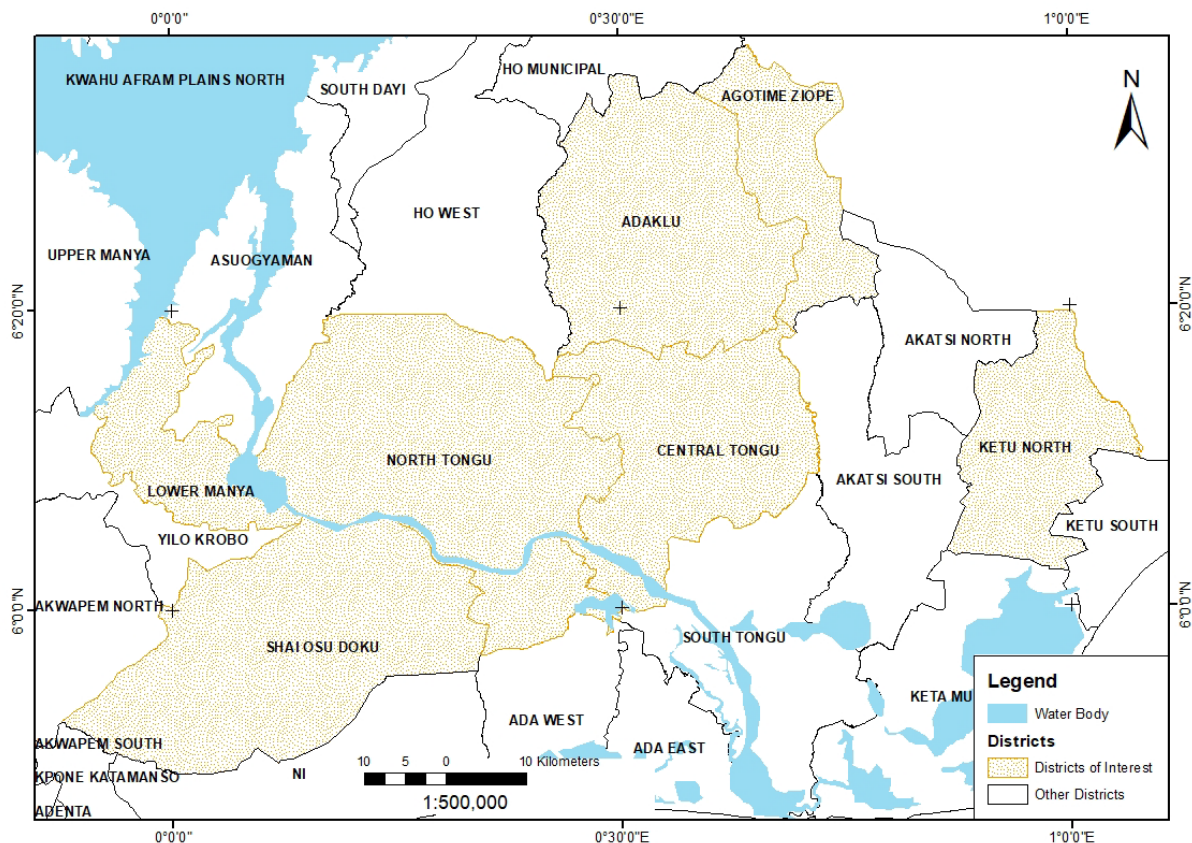 0°0'0"
0°30'0"E
1°0'0"E
KWAHU AFRAM PLAINS NORTH
SOUTH DAYI
HO MUNICIPAL
AGOTIME ZIOPE
N
HO WEST
ADAKLU
UPPER MANYA
ASUOGYAMAN
6°20'0"N
6°20'0"N
AKATSI NORTH
NORTH TONGU
CENTRAL TONGU
KETU NORTH
AKATSI SOUTH
LOWER MANYA
KETU SOUTH
YILO KROBO
6°0'0"N
6°0'0"N
AKWAPEM NORTH
SHAI OSU DOKU
SOUTH TONGU
KETA MU
ADA WEST
ADA EAST
AKWAPEM SOUTH
KPONE KATAMANSO
NI
ADENTA
10
5
0
10 Kilometers
1:500,000
Legend
Water Body
Districts
Districts of Interest
Other Districts
0°0'0"
0°30'0"E
1°0'0"E